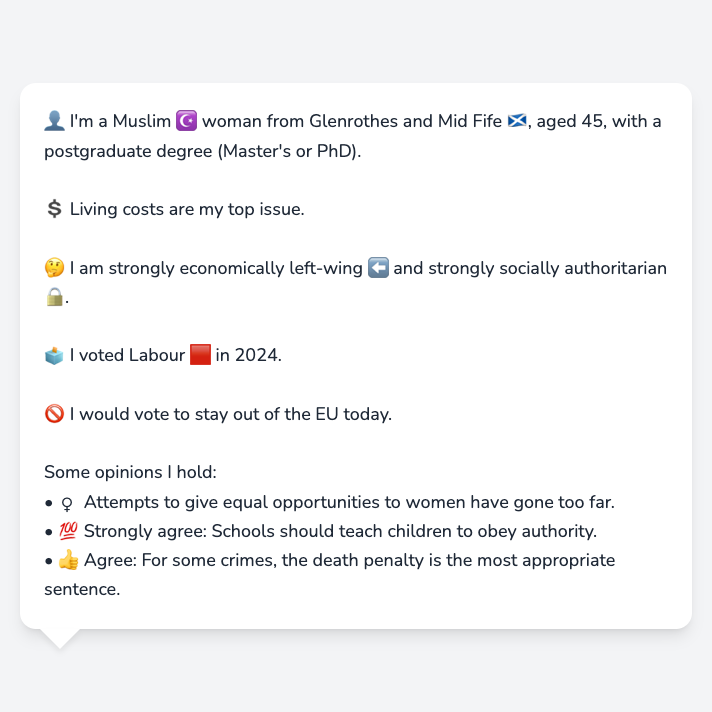 👤 I'm a Muslim ☪️ woman from Glenrothes and Mid Fife 🏴󠁧󠁢󠁳󠁣󠁴󠁿, aged 45, with a
postgraduate degree (Master's or PhD).
💲 Living costs are my top issue.
🤔 I am strongly economically left-wing ⬅️ and strongly socially authoritarian
🔒.
🗳️ I voted Labour 🟥 in 2024.
🚫 I would vote to stay out of the EU today.
Some opinions I hold:
• ♀️ Attempts to give equal opportunities to women have gone too far.
• 💯 Strongly agree: Schools should teach children to obey authority.
• 👍 Agree: For some crimes, the death penalty is the most appropriate
sentence.